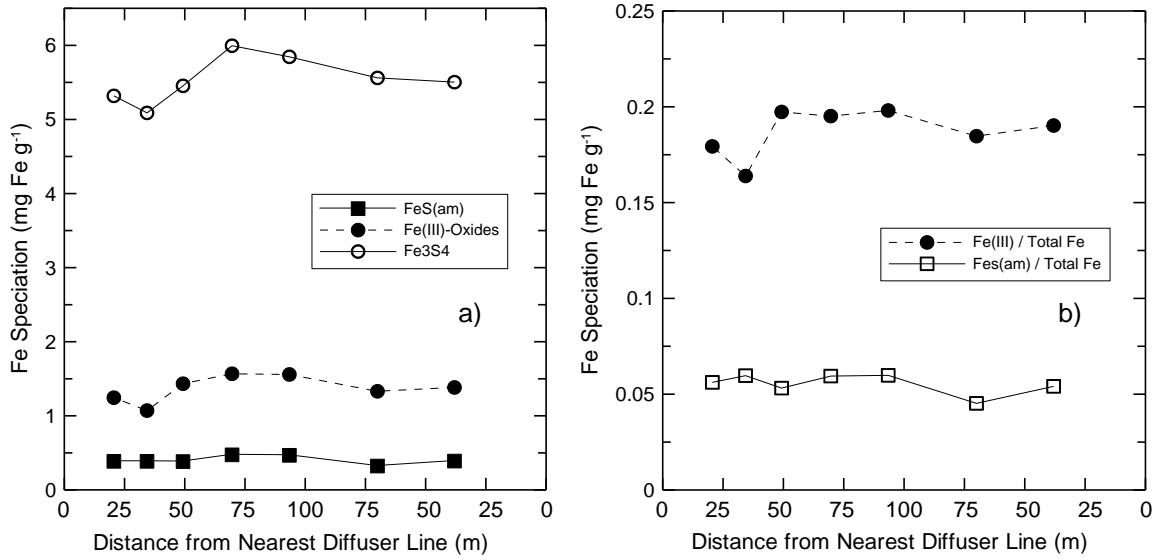 7
6
5
4
3
2
1
0
Fe Speciation (mg Fe g-1)
FeS(am)
Fe(III)-Oxides
Fe3S4
a)
0 25 50 75 100 75 50 25 0
Distance from Nearest Diffuser Line (m)
0.25
0.2
0.15
0.1
0.05
0
Fe Speciation (mg Fe g-1)
Fe(III) / Total Fe
Fes(am) / Total Fe
b)
0 25 50 75 100 75 50 25 0
Distance from Nearest Diffuser Line (m)